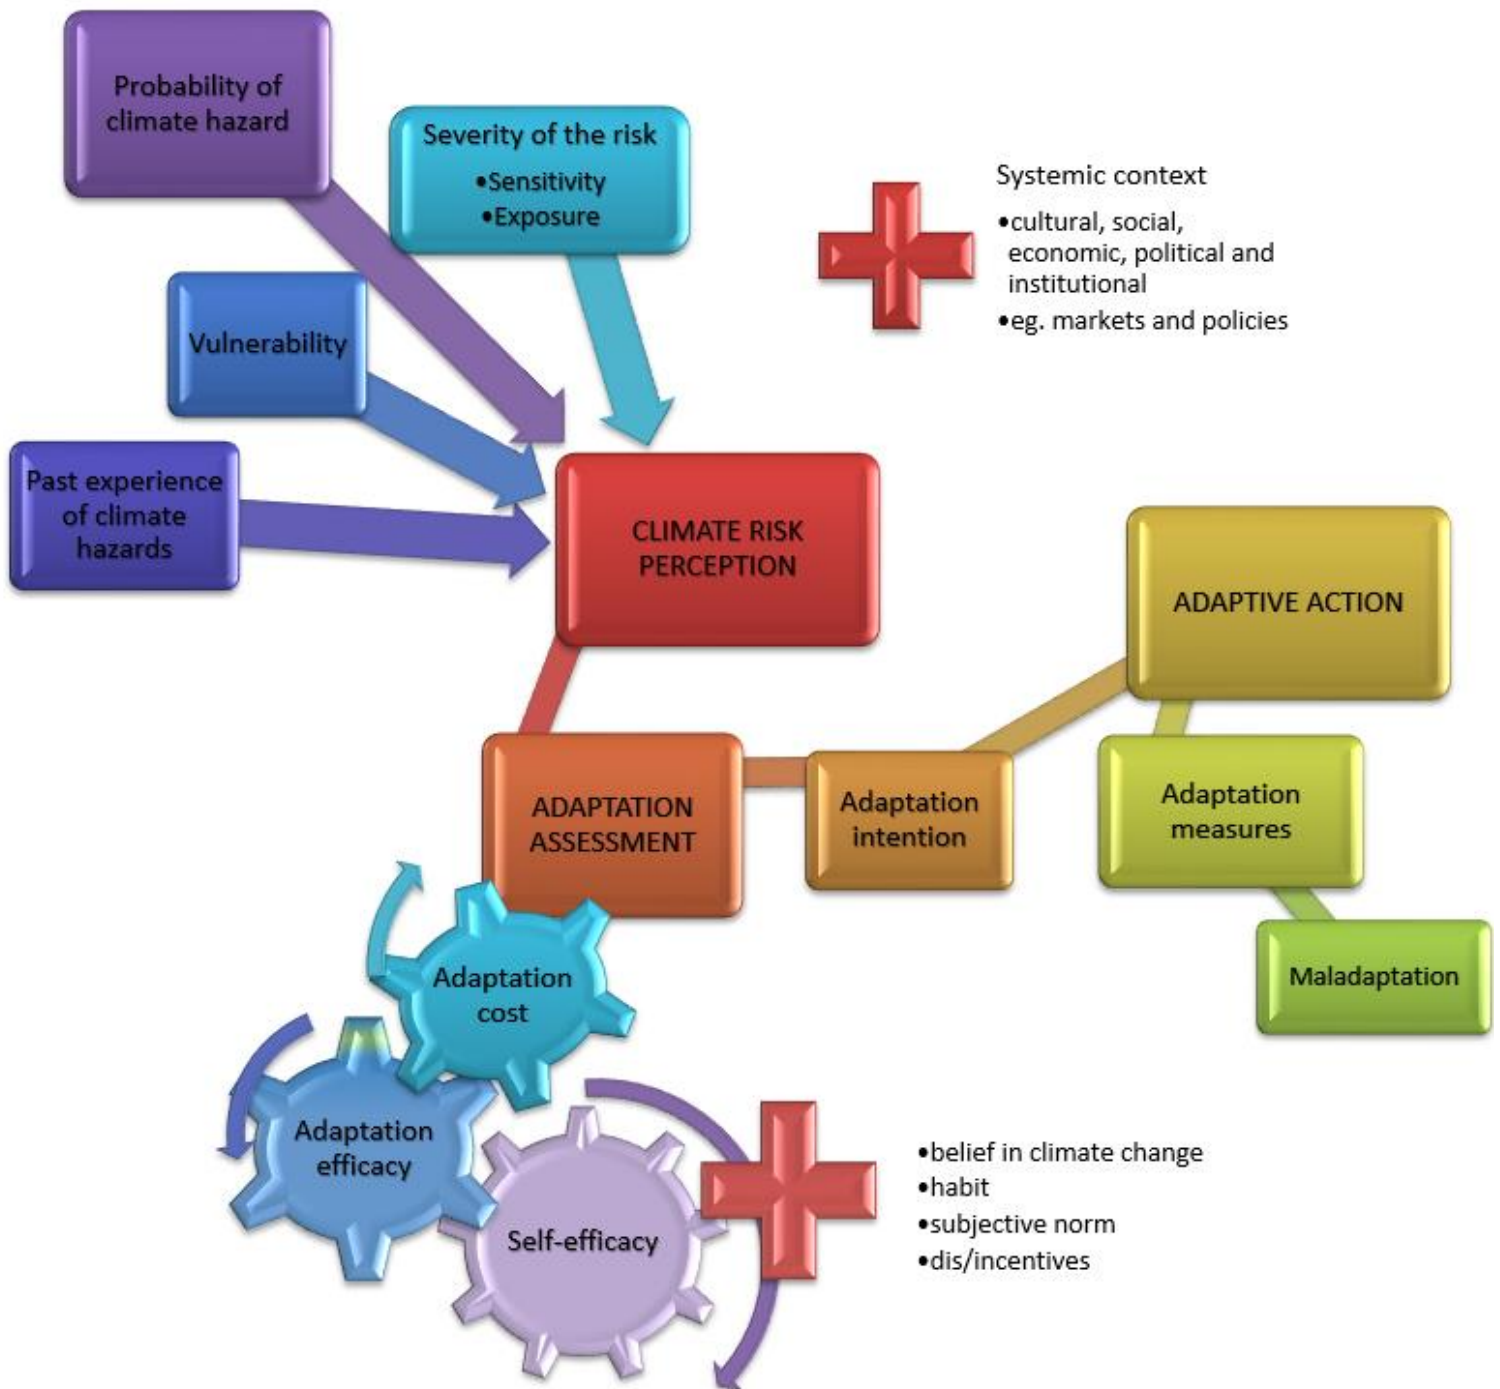 Probability of
climate hazard
Severity of the risk
•Sensitivity
•Exposure
Systemic context
•cultural, social,
economic, political and
institutional
•eg. markets and policies
Vulnerability
Past experience
of climate
hazards
CLIMATE RISK
PERCEPTION
ADAPTIVE ACTION
ADAPTATION
ASSESSMENT
Adaptation
intention
Adaptation
measures
Maladaptation
Adaptation
cost
Adaptation
efficacy
Self-efficacy
•belief in climate change
•habit
•subjective norm
•dis/incentives